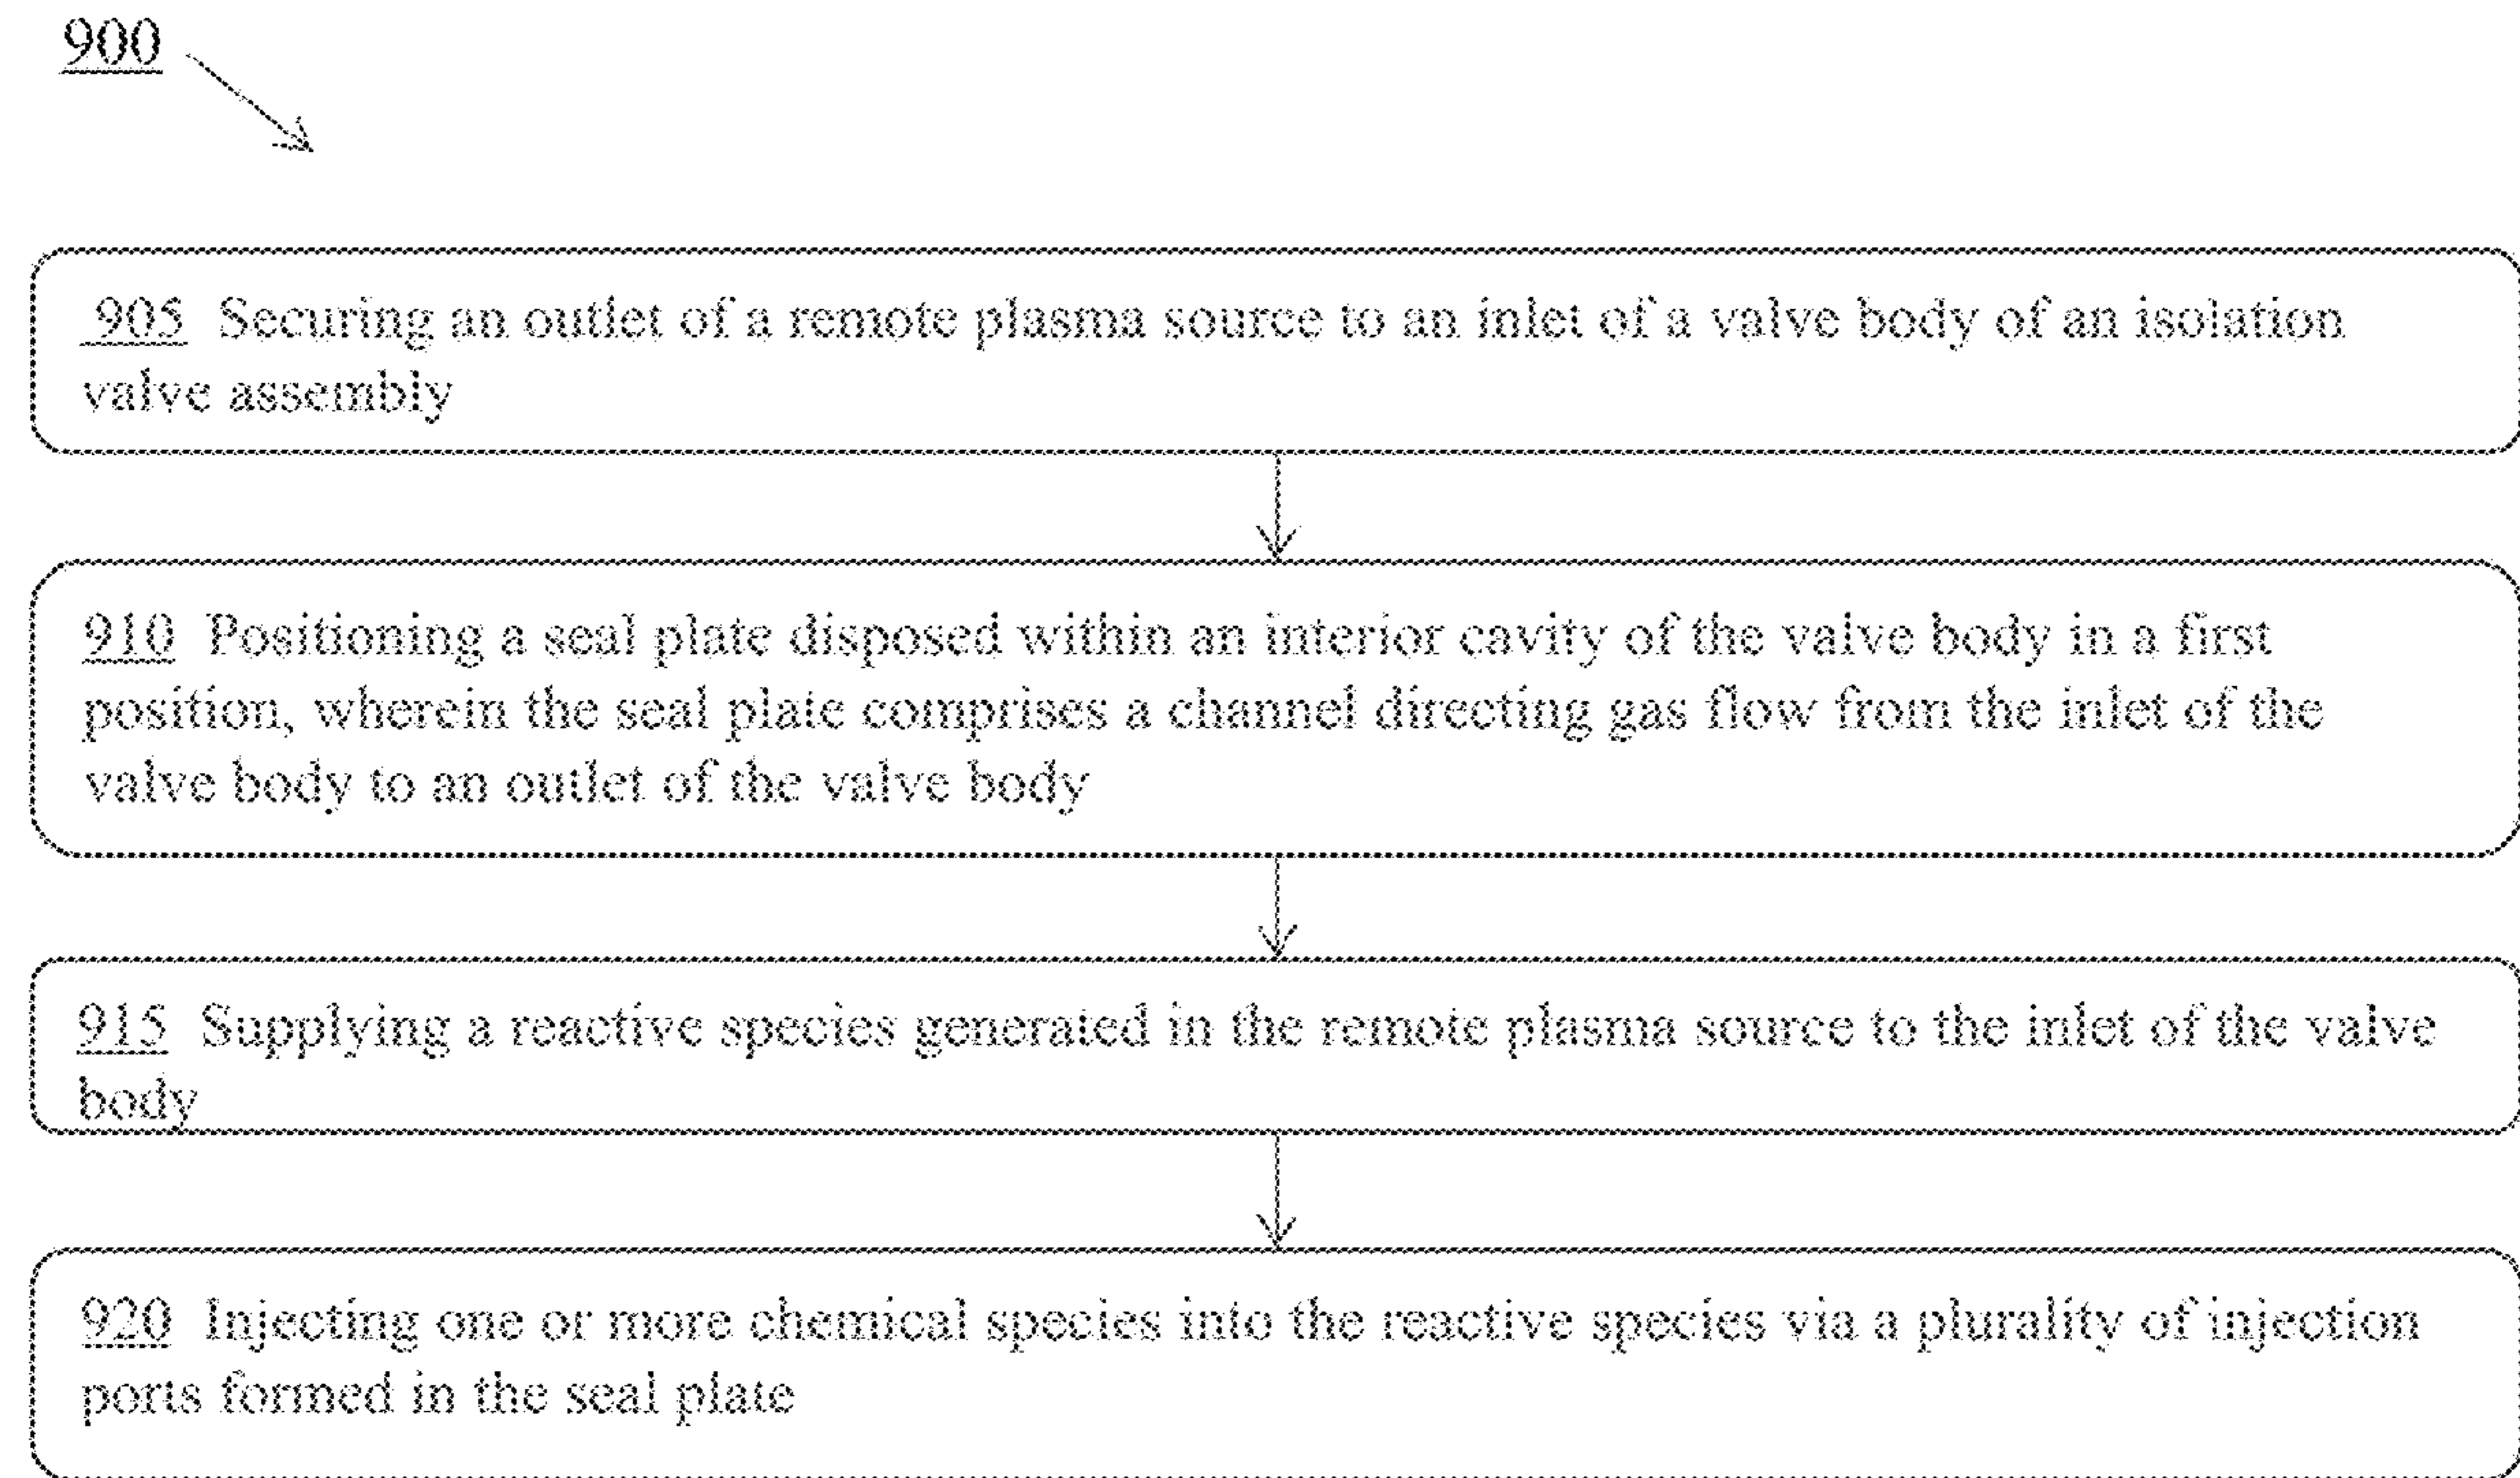 900
905 Securing an outlet of a remote plasma source to an inlet of a valve body of an isolation
valve assembly
910 Positioning a seal plate disposed within an interior cavity of the valve body in a first
position, wherein the seal plate comprises a channel directing gas flow from the inlet of the
valve body to an outlet of the valve body
915 Supplying a reactive species generated in the remote plasma source to the inlet of the valve
body
920 Injecting one or more chemical species into the reactive species via a plurality of injection
ports formed in the seal plate